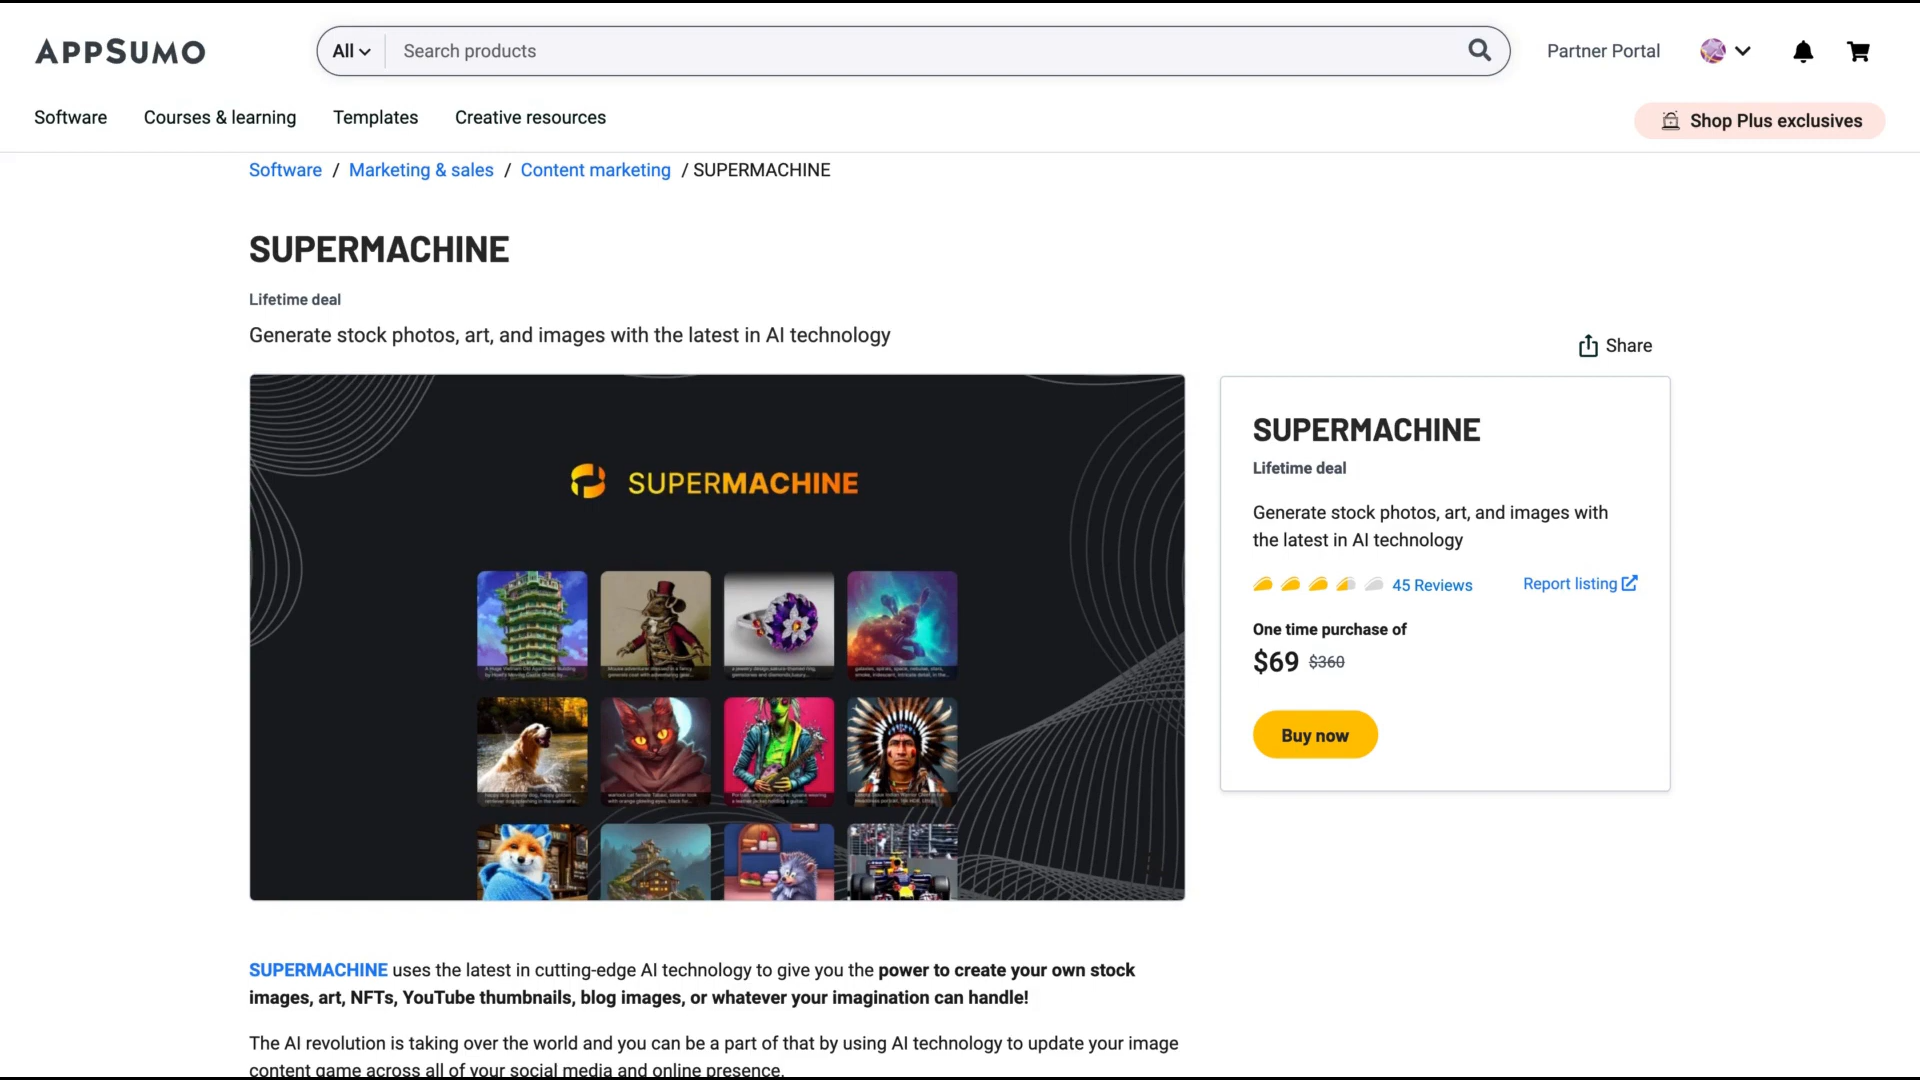 APPSUMO
All
Search products
Partner Portal
Software
Courses & learning
Templates
Creative resources
Shop Plus exclusives
Software / Marketing & sales / Content marketing / SUPERMACHINE
SUPERMACHINE
Lifetime deal
Generate stock photos, art, and images with the latest in AI technology
Share
SUPERMACHINE
SUPERMACHINE
Lifetime deal
Generate stock photos, art, and images with
the latest in AI technology
45 Reviews
Report listing
One time purchase of
$69 $360
Buy now
SUPERMACHINE uses the latest in cutting-edge AI technology to give you the power to create your own stock
images, art, NFTs, YouTube thumbnails, blog images, or whatever your imagination can handle!
The AI revolution is taking over the world and you can be a part of that by using AI technology to update your image
content game across all of your social media and online presence.